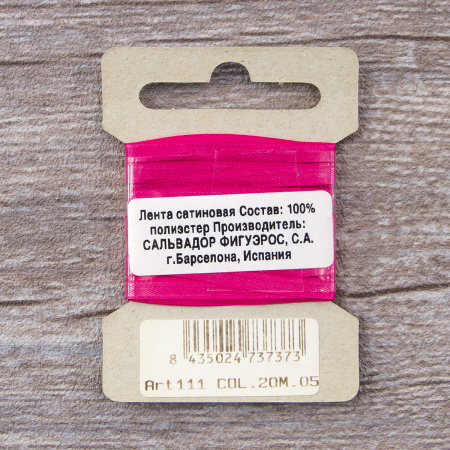 Лента сатиновая Состав: 100%
полиэстер Производитель:
САЛЬВАДОР ФИГУЭРОС, С.А.
г.Барселона, Испания
8 435024 737373
Art111 COL.20M.05